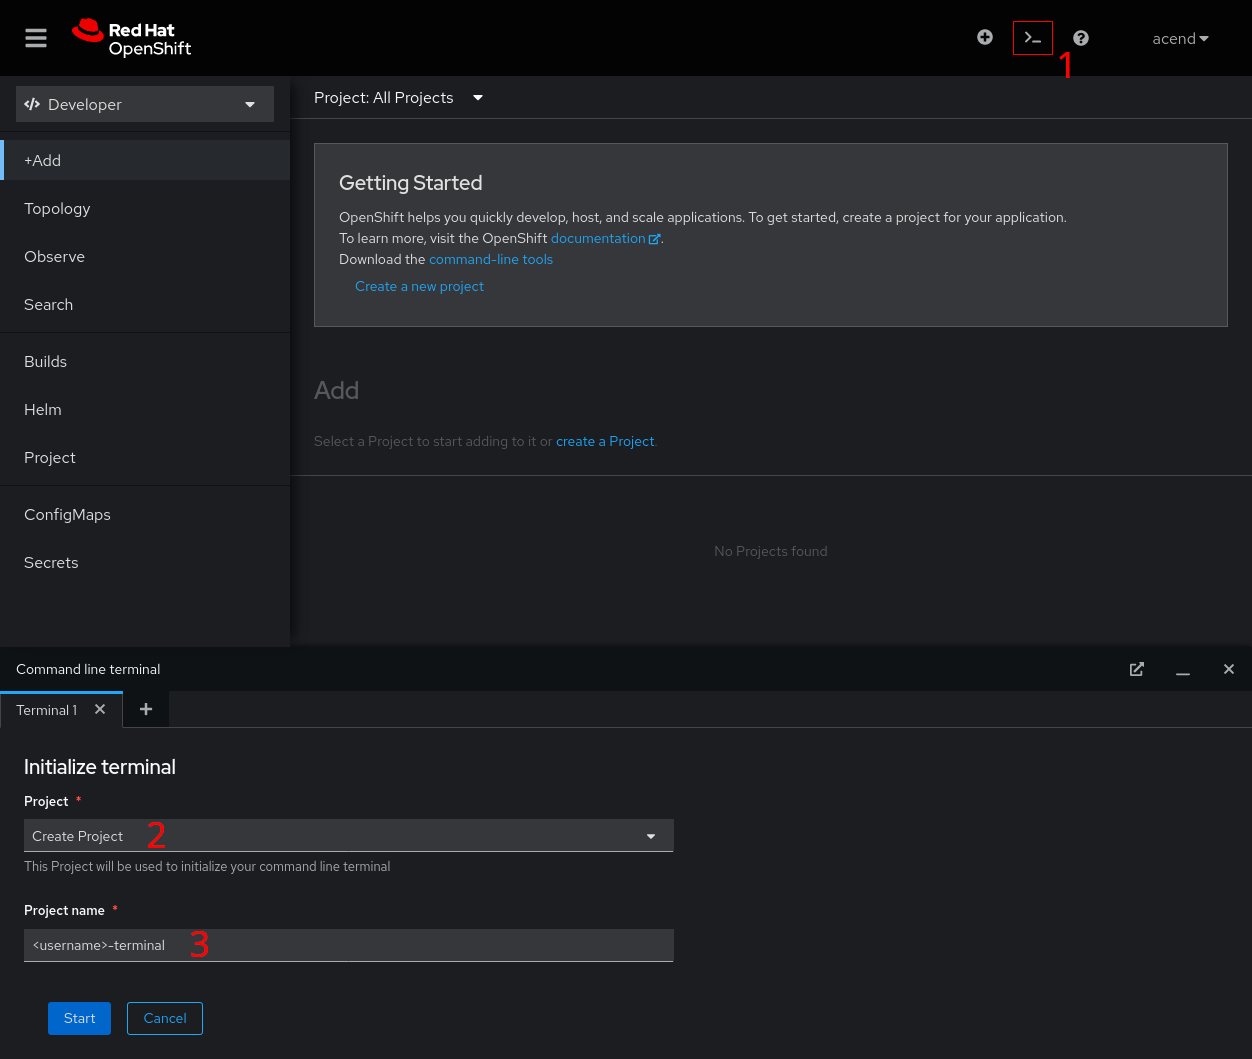 Red Hat
OpenShift
acend
1
Developer
Project: All Projects
+Add
Topology
Observe
Search
Builds
Helm
Project
ConfigMaps
Secrets
Getting Started
OpenShift helps you quickly develop, host, and scale applications. To get started, create a project for your application.
To learn more, visit the OpenShift documentation.
Download the command-line tools
Create a new project
Add
Select a Project to start adding to it or create a Project.
No Projects found
Command line terminal
Terminal 1
Initialize terminal
Project *
Create Project 2
This Project will be used to initialize your command line terminal
Project name *
<username>-terminal 3
Start Cancel